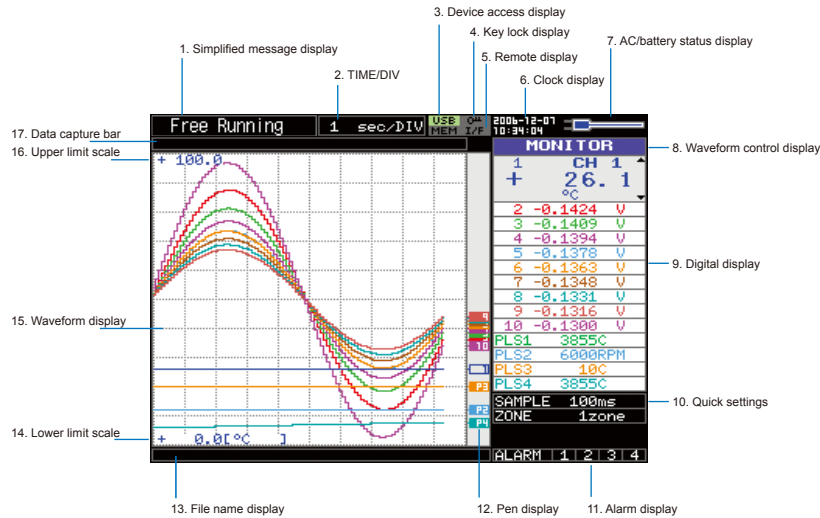 3. Device access display
4. Key lock display
7. AC/battery status display
1. Simplified message display
5. Remote display
2. TIME/DIV
6. Clock display
Free Running
1 sec/DIV
USB
MEM I/F
2006-12-07
10:34:04
17. Data capture bar
16. Upper limit scale
+ 100.0
MONITOR
8. Waveform control display
1 CH 1
+ 26. 1
°C
2 -0.1424 V
3 -0.1409 V
4 -0.1394 V
5 -0.1378 V
6 -0.1363 V
9. Digital display
7 -0.1348 V
8 -0.1331 V
9 -0.1316 V
10 -0.1300 V
15. Waveform display
9
10
PLS1 3855C
PLS2 6000RPM
1
PLS3 10C
P3
PLS4 3855C
SAMPLE 100ms
10. Quick settings
P2
ZONE 1zone
P4
14. Lower limit scale
+ 0.0[°C ]
ALARM 1 2 3 4
13. File name display
12. Pen display
11. Alarm display